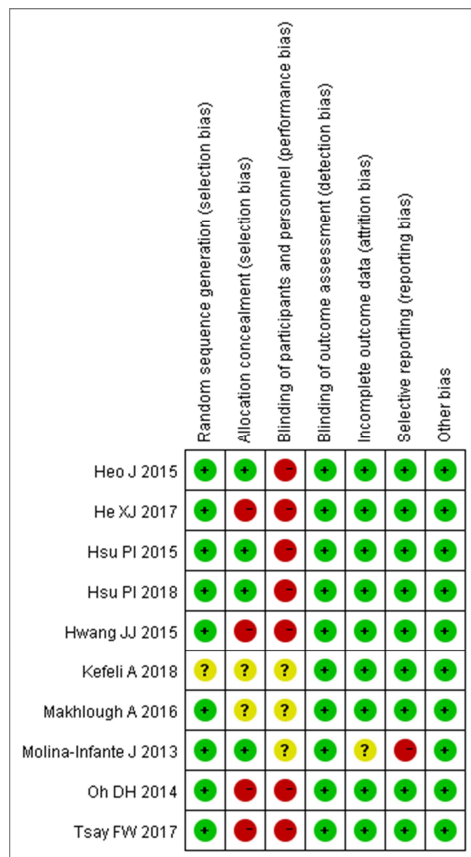 Random sequence generation (selection bias)
Allocation concealment (selection bias)
Blinding of participants and personnel (performance bias)
Blinding of outcome assessment (detection bias)
Incomplete outcome data (attrition bias)
Selective reporting (reporting bias)
Other bias
Heo J 2015 + + - + + + +
He XJ 2017 + - - + + + +
Hsu PI 2015 + + - + + + +
Hsu PI 2018 + + - + + + +
Hwang JJ 2015 + - - + + + +
Kefeli A 2018 ? ? ? + + + +
Makhlough A 2016 + ? ? + + + +
Molina-Infante J 2013 + + ? + ? - +
Oh DH 2014 + - - + + + +
Tsay FW 2017 + - - + + + +